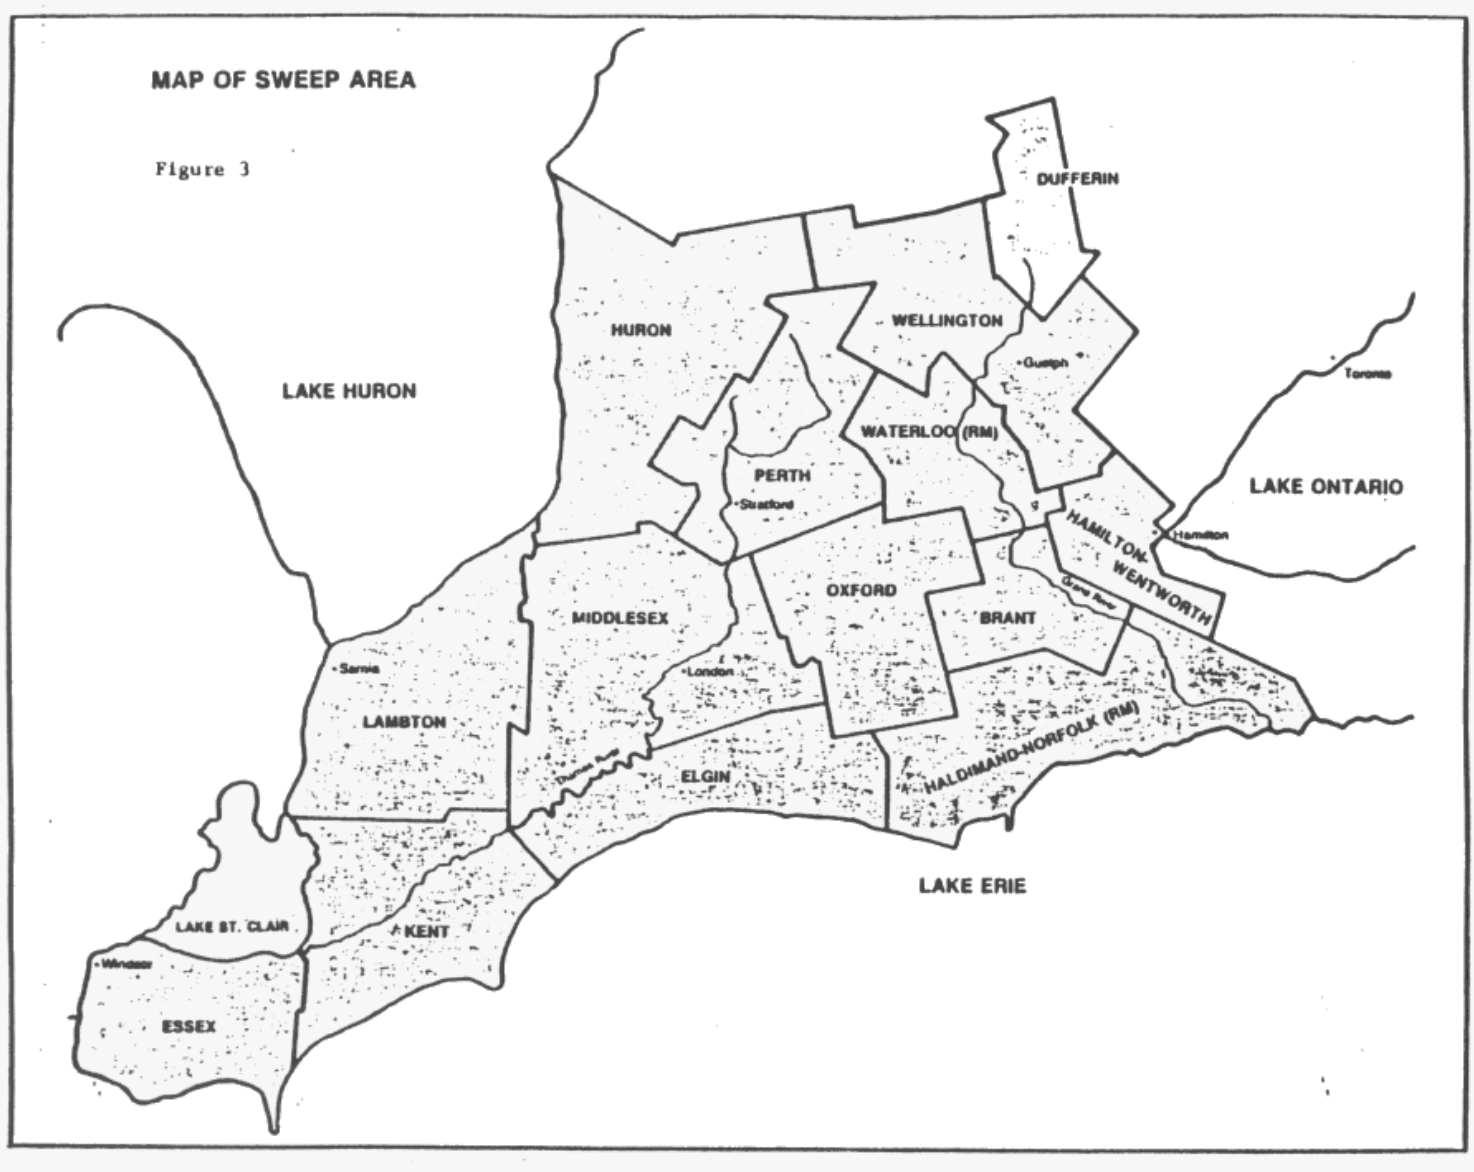 MAP OF SWEEP AREA
Figure 3
DUFFERIN
HURON
WELLINGTON
Guelph
Toronto
LAKE HURON
WATERLOO (RM)
PERTH
Stratford
LAKE ONTARIO
HAMILTON-
WENTWORTH
Hamilton
OXFORD
Grand River
BRANT
MIDDLESEX
London
Sarnia
LAMBTON
HALDIMAND-NORFOLK (RM)
Thames River
ELGIN
LAKE ERIE
LAKE ST. CLAIR
KENT
Windsor
ESSEX